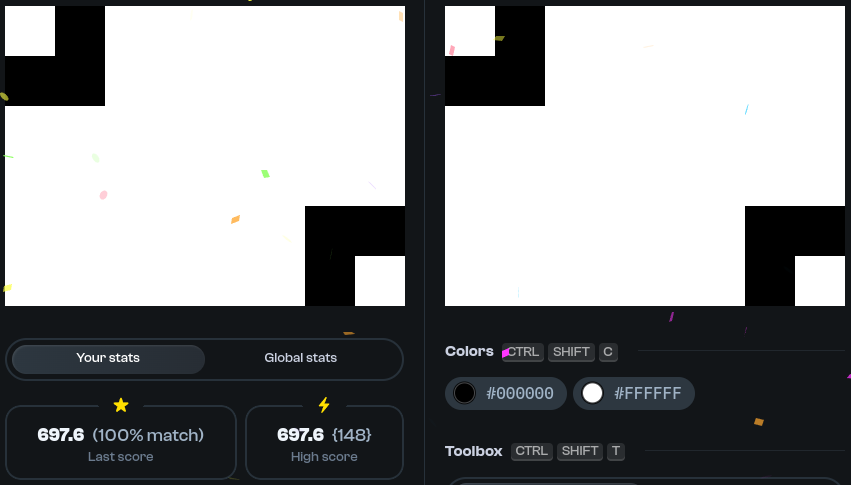 Your stats
Global stats
697.6 (100% match)
Last score
697.6 {148}
High score
Colors CTRL SHIFT C
#000000
#FFFFFF
Toolbox CTRL SHIFT T